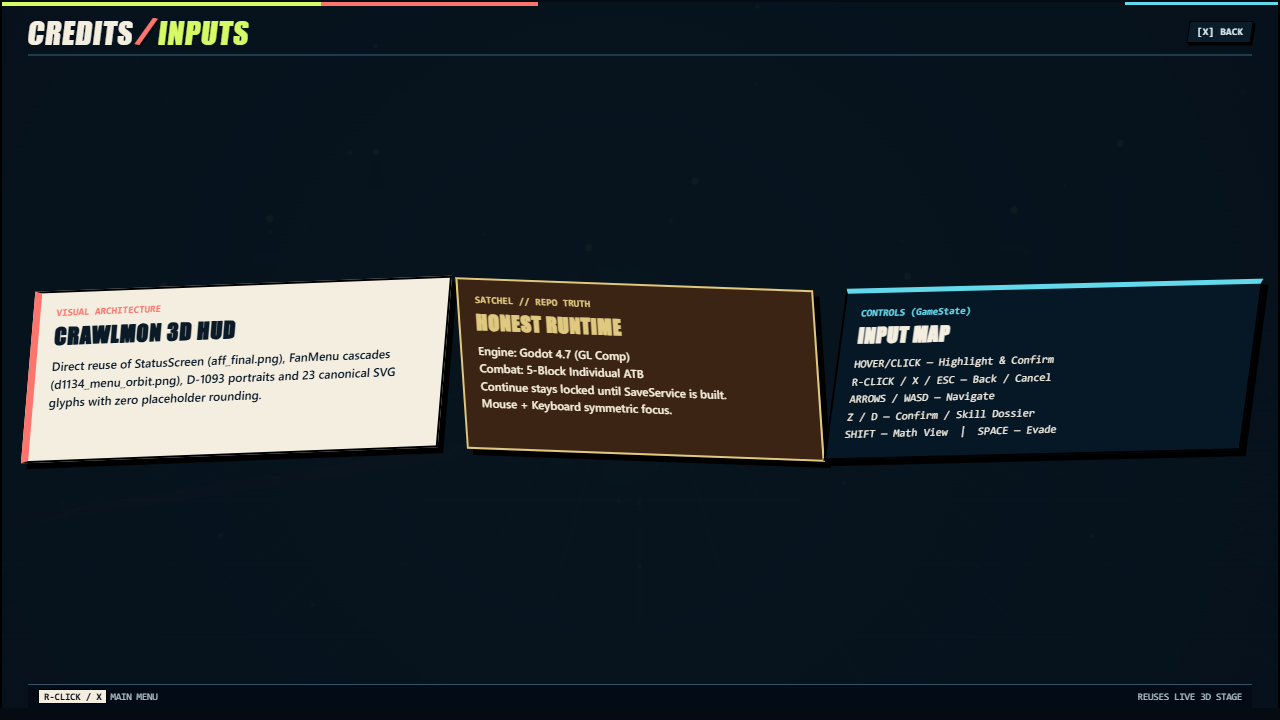 CREDITS/INPUTS
[X] BACK
VISUAL ARCHITECTURE
CRAWLMON 3D HUD
Direct reuse of StatusScreen (aff_final.png), FanMenu cascades
(d1134_menu_orbit.png), D-1093 portraits and 23 canonical SVG
glyphs with zero placeholder rounding.
SATCHEL // REPO TRUTH
HONEST RUNTIME
Engine: Godot 4.7 (GL Comp)
Combat: 5-Block Individual ATB
Continue stays locked until SaveService is built.
Mouse + Keyboard symmetric focus.
CONTROLS (GameState)
INPUT MAP
HOVER/CLICK — Highlight & Confirm
R-CLICK / X / ESC — Back / Cancel
ARROWS / WASD — Navigate
Z / D — Confirm / Skill Dossier
SHIFT — Math View | SPACE — Evade
R-CLICK / X MAIN MENU
REUSES LIVE 3D STAGE